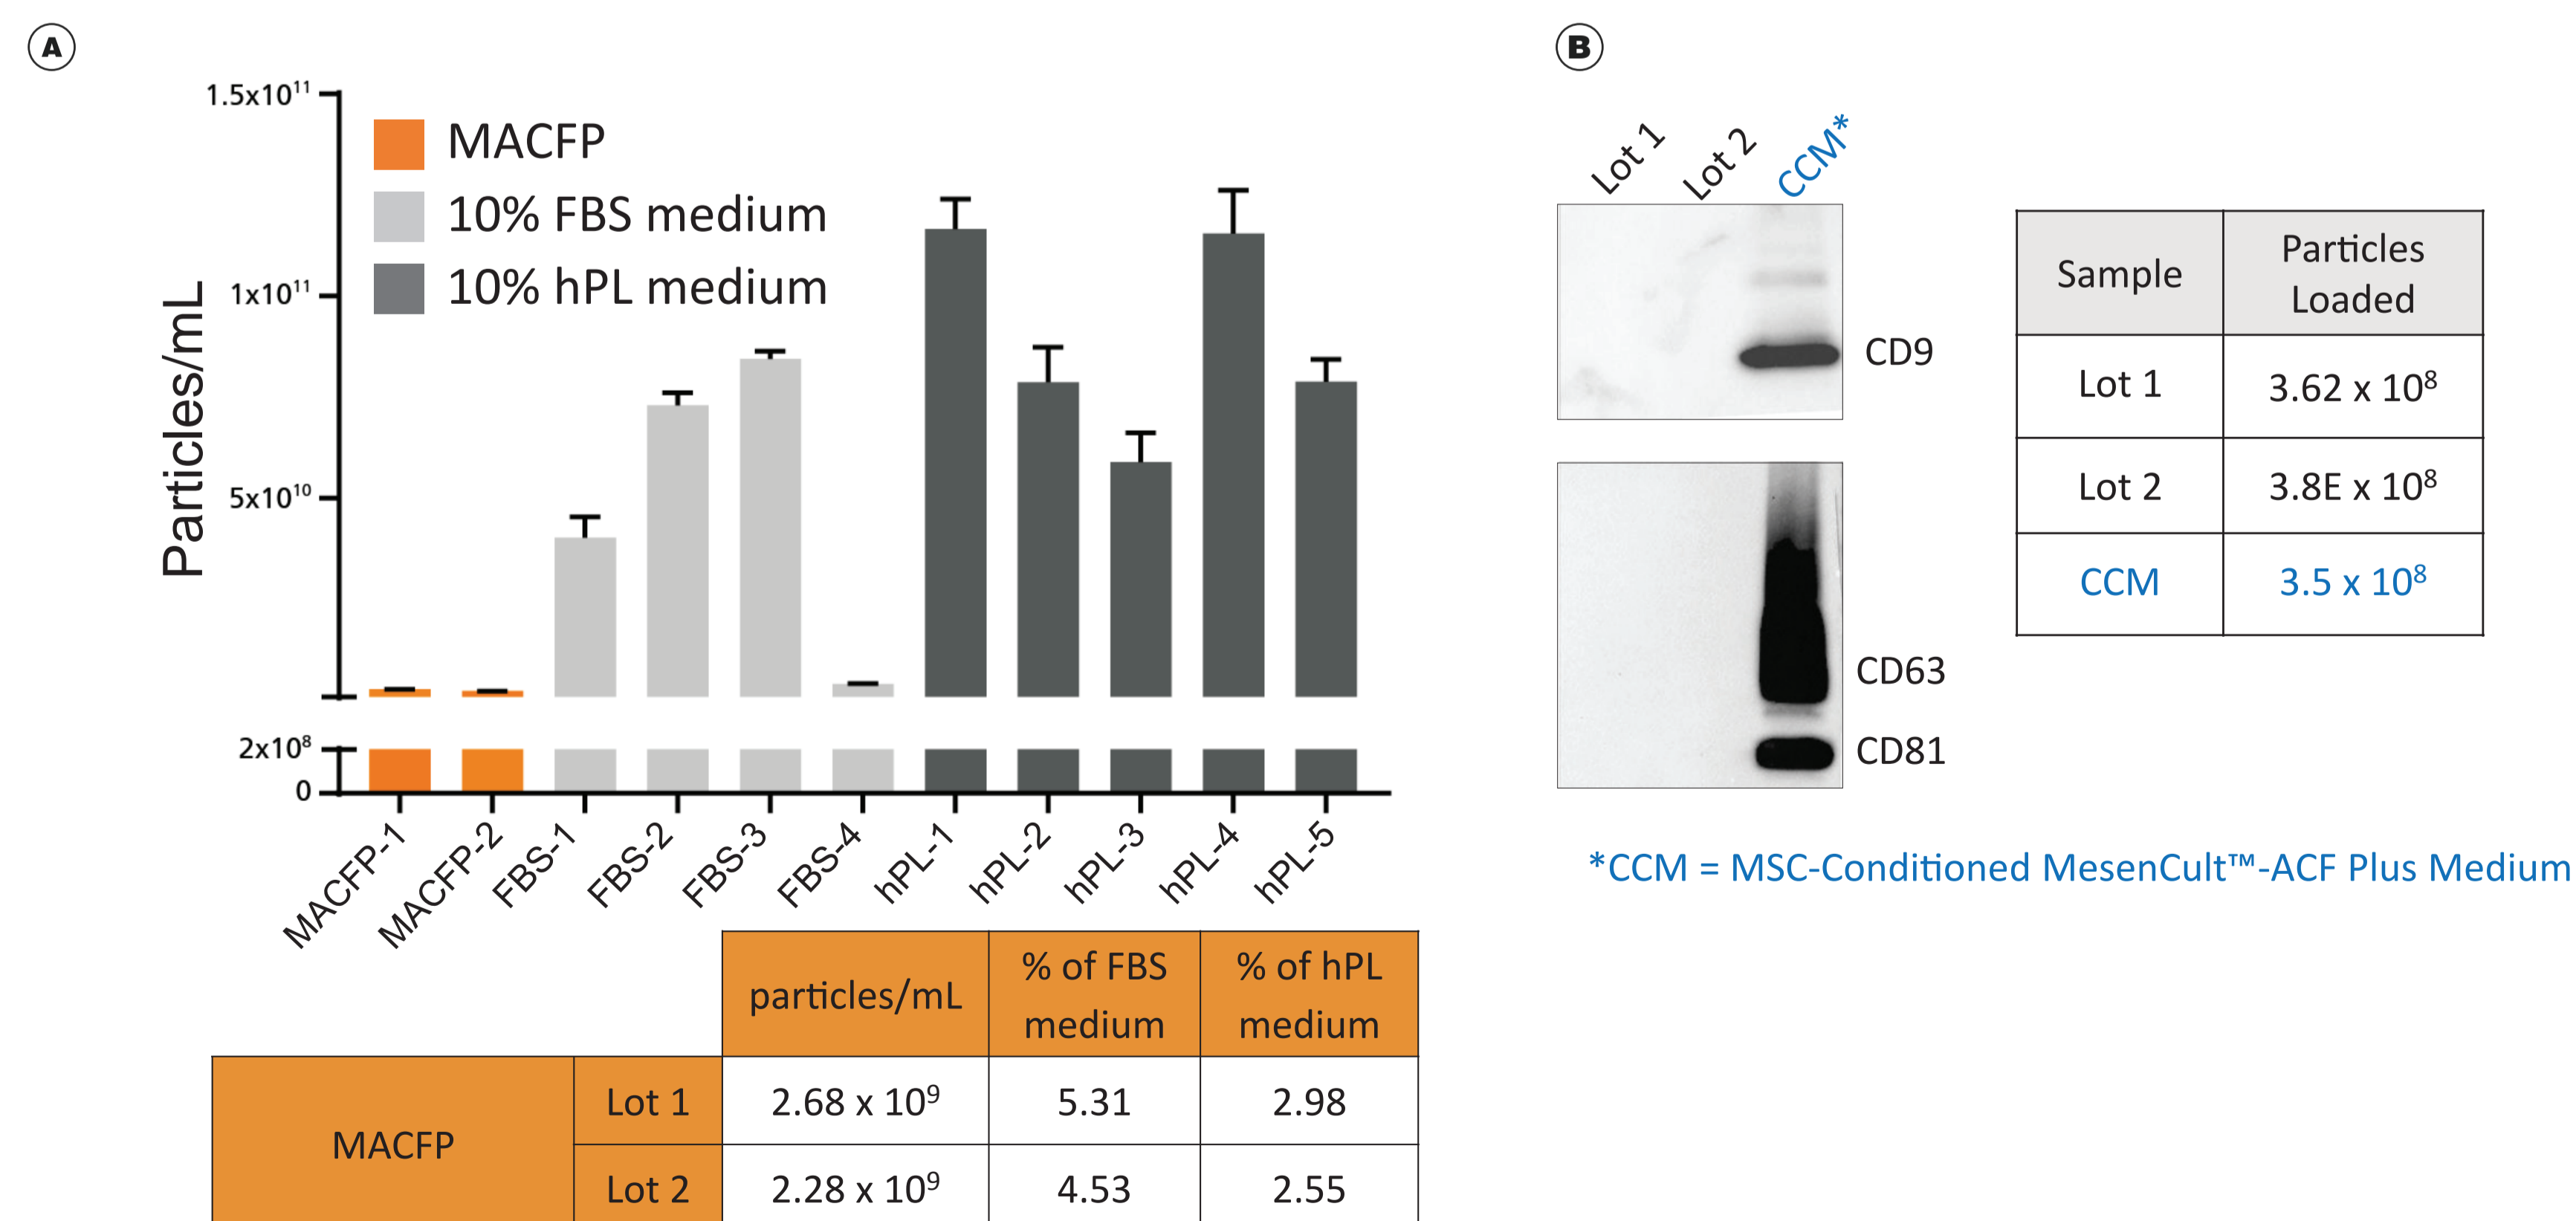 A
1.5x10¹¹
1x10¹¹
5x10¹⁰
2x10⁸
0
Particles/mL
MACFP
10% FBS medium
10% hPL medium
MACFP-1
MACFP-2
FBS-1
FBS-2
FBS-3
FBS-4
hPL-1
hPL-2
hPL-3
hPL-4
hPL-5
particles/mL
% of FBS
medium
% of hPL
medium
MACFP
Lot 1
2.68 x 10⁹
5.31
2.98
Lot 2
2.28 x 10⁹
4.53
2.55
B
Lot 1
Lot 2
CCM*
CD9
CD63
CD81
Sample
Particles
Loaded
Lot 1
3.62 x 10⁸
Lot 2
3.8E x 10⁸
CCM
3.5 x 10⁸
*CCM = MSC-Conditioned MesenCult™-ACF Plus Medium